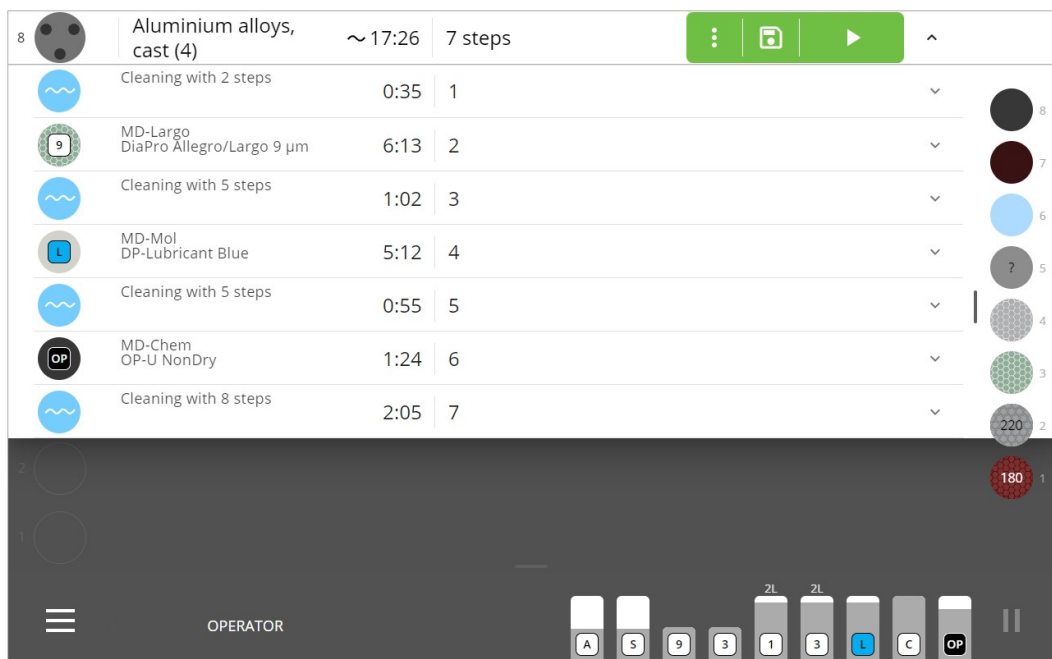 8
Aluminium alloys,
cast (4)
~ 17:26
7 steps
Cleaning with 2 steps
0:35
1
9
MD-Largo
DiaPro Allegro/Largo 9 µm
6:13
2
Cleaning with 5 steps
1:02
3
L
MD-Mol
DP-Lubricant Blue
5:12
4
Cleaning with 5 steps
0:55
5
OP
MD-Chem
OP-U NonDry
1:24
6
Cleaning with 8 steps
2:05
7
8
7
6
? 5
4
3
220 2
180 1
2
1
OPERATOR
2L 2L
A S 9 3 1 3 L C OP